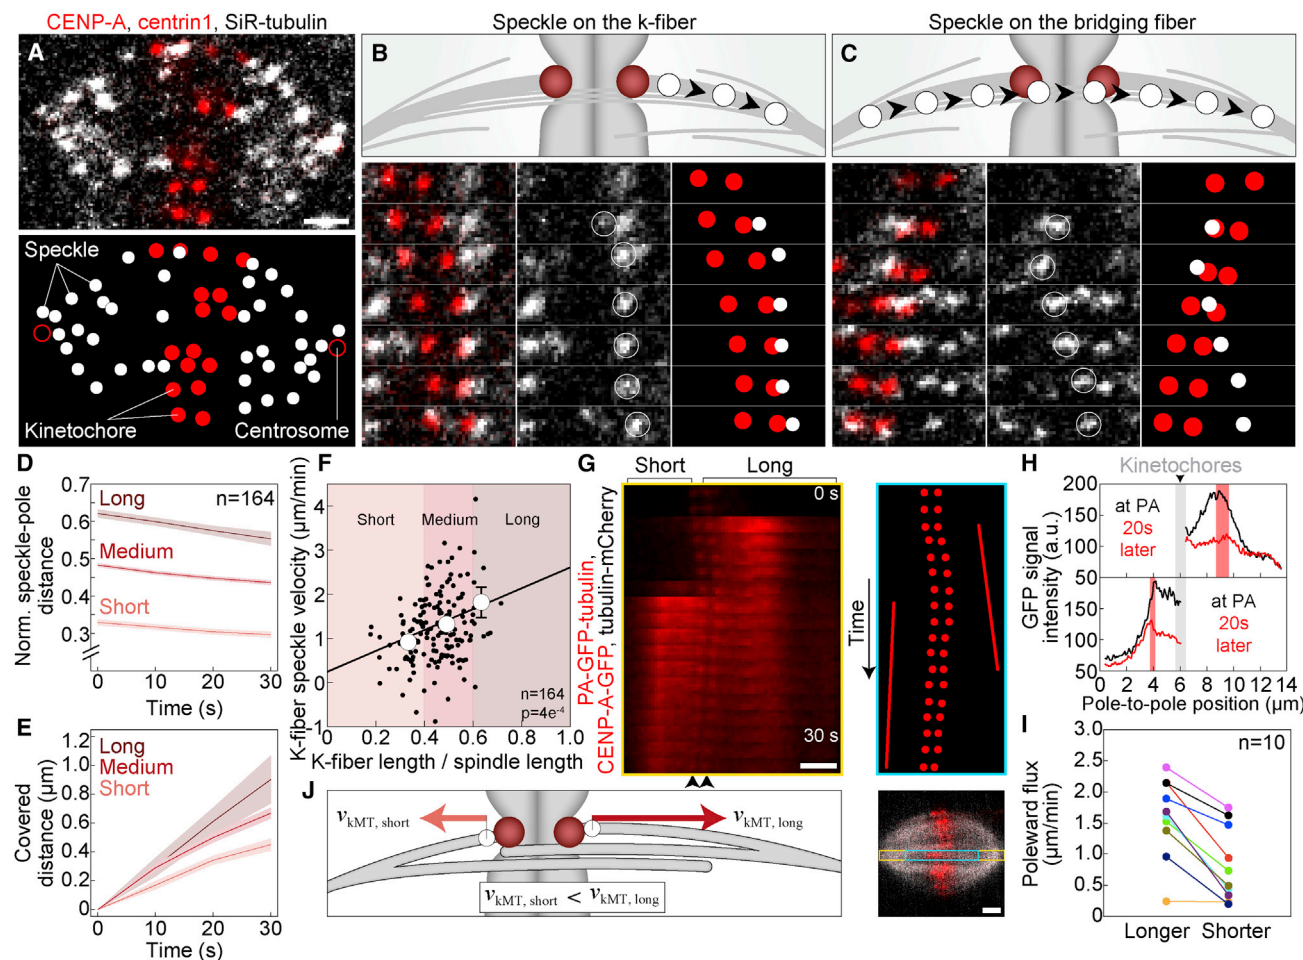 CENP-A, centrin1, SiR-tubulin
A
Speckle
Kinetochore
Centrosome
Speckle on the k-fiber
B
Speckle on the bridging fiber
C
D
0.7
0.6
0.5
0.4
0.3
Long
n=164
Medium
Short
Norm. speckle-pole
distance
0 10 20 30
Time (s)
E
1.2
1.0
0.8
0.6
0.4
0.2
0
Long
Medium
Short
Covered
distance (µm)
0 10 20 30
Time (s)
F
4
3
2
1
0
-1
Short
Medium
Long
n=164
p=4e-4
K-fiber speckle velocity (µm/min)
0.0 0.2 0.4 0.6 0.8 1.0
K-fiber length / spindle length
G
Short
Long
0 s
30 s
PA-GFP-tubulin,
CENP-A-GFP, tubulin-mCherry
Time
H
Kinetochores
200
150
100
50
150
100
50
at PA
20s
later
at PA
20s
later
GFP signal
intensity (a.u.)
0 2 4 6 8 10 12 14
Pole-to-pole position (µm)
I
3.0
2.5
2.0
1.5
1.0
0.5
0
n=10
Poleward flux
(µm/min)
Longer
Shorter
J
vkMT, short
vkMT, long
vkMT, short < vkMT, long